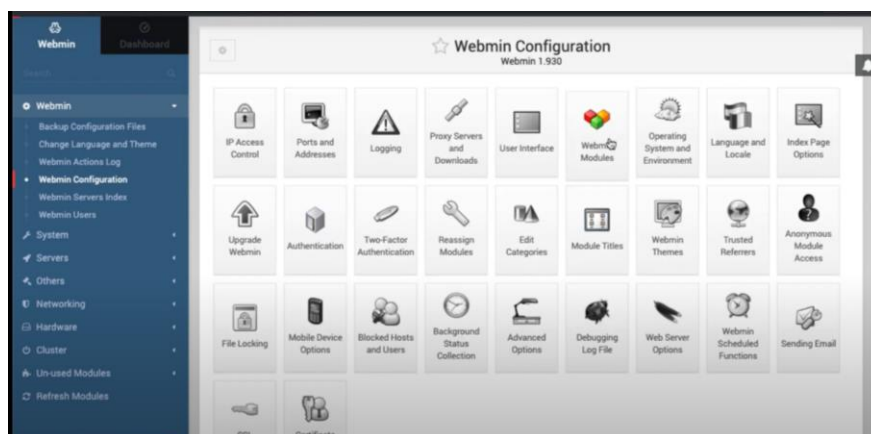 Webmin
Dashboard
Search
Webmin
Backup Configuration Files
Change Language and Theme
Webmin Actions Log
Webmin Configuration
Webmin Servers Index
Webmin Users
System
Servers
Others
Networking
Hardware
Cluster
Un-used Modules
Refresh Modules
Webmin Configuration
Webmin 1.930
IP Access
Control
Ports and
Addresses
Logging
Proxy Servers
and
Downloads
User Interface
Webmin
Modules
Operating
System and
Environment
Language and
Locale
Index Page
Options
Upgrade
Webmin
Authentication
Two-Factor
Authentication
Reassign
Modules
Edit
Categories
Module Titles
Webmin
Themes
Trusted
Referrers
Anonymous
Module
Access
File Locking
Mobile Device
Options
Blocked Hosts
and Users
Background
Status
Collection
Advanced
Options
Debugging
Log File
Web Server
Options
Webmin
Scheduled
Functions
Sending Email
SSL
Certificate